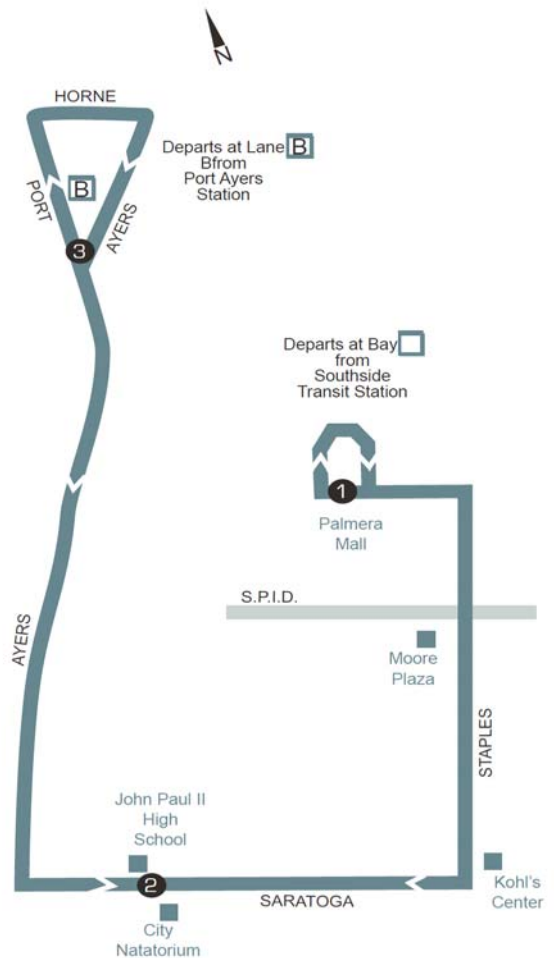 N
HORNE
Departs at Lane B
Bfrom
Port Ayers
Station
PORT
B
AYERS
3
Departs at Bay
from
Southside
Transit Station
1
Palmera
Mall
S.P.I.D.
AYERS
Moore
Plaza
STAPLES
John Paul II
High
School
2
SARATOGA
Kohl's
Center
City
Natatorium